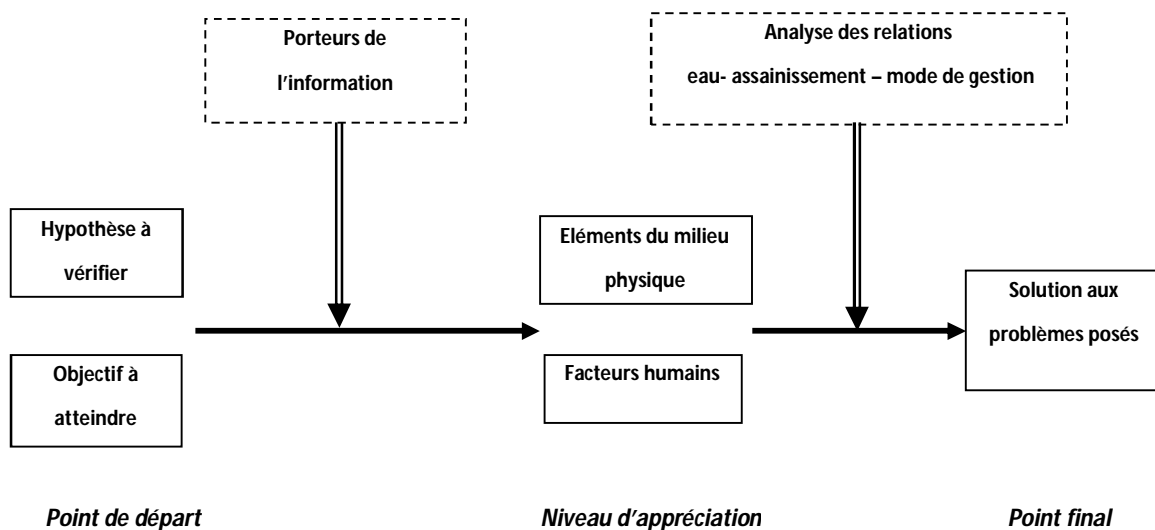 Porteurs de
l'information
Analyse des relations
eau- assainissement – mode de gestion
Hypothèse à
vérifier
Eléments du milieu
physique
Solution aux
problèmes posés
Objectif à
atteindre
Facteurs humains
Point de départ
Niveau d'appréciation
Point final